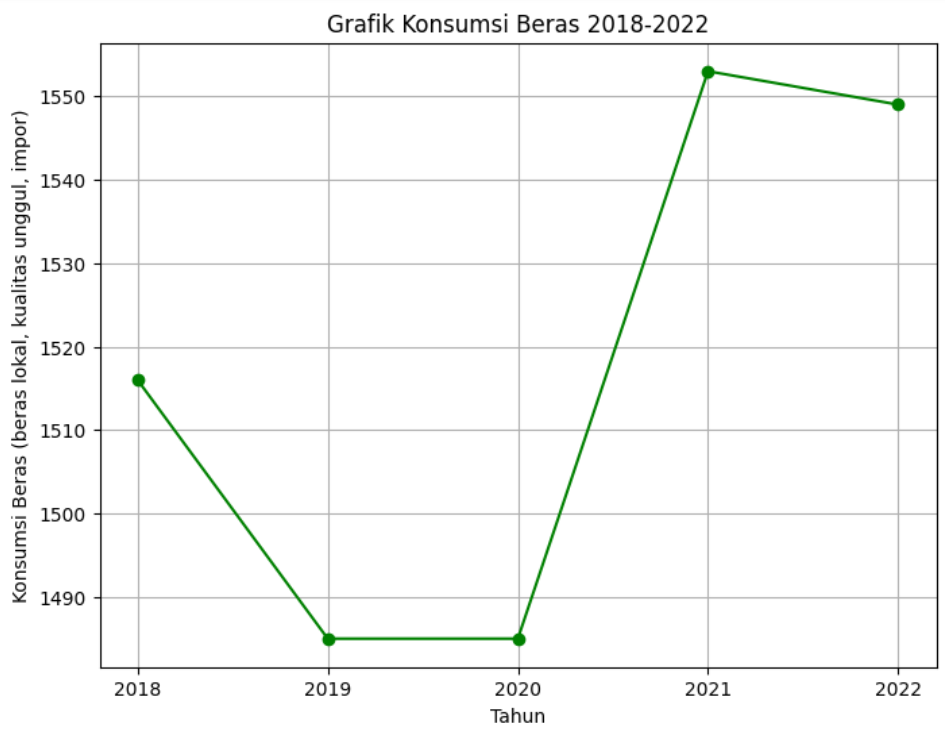 Grafik Konsumsi Beras 2018-2022
Konsumsi Beras (beras lokal, kualitas unggul, impor)
1550
1540
1530
1520
1510
1500
1490
2018 2019 2020 2021 2022
Tahun